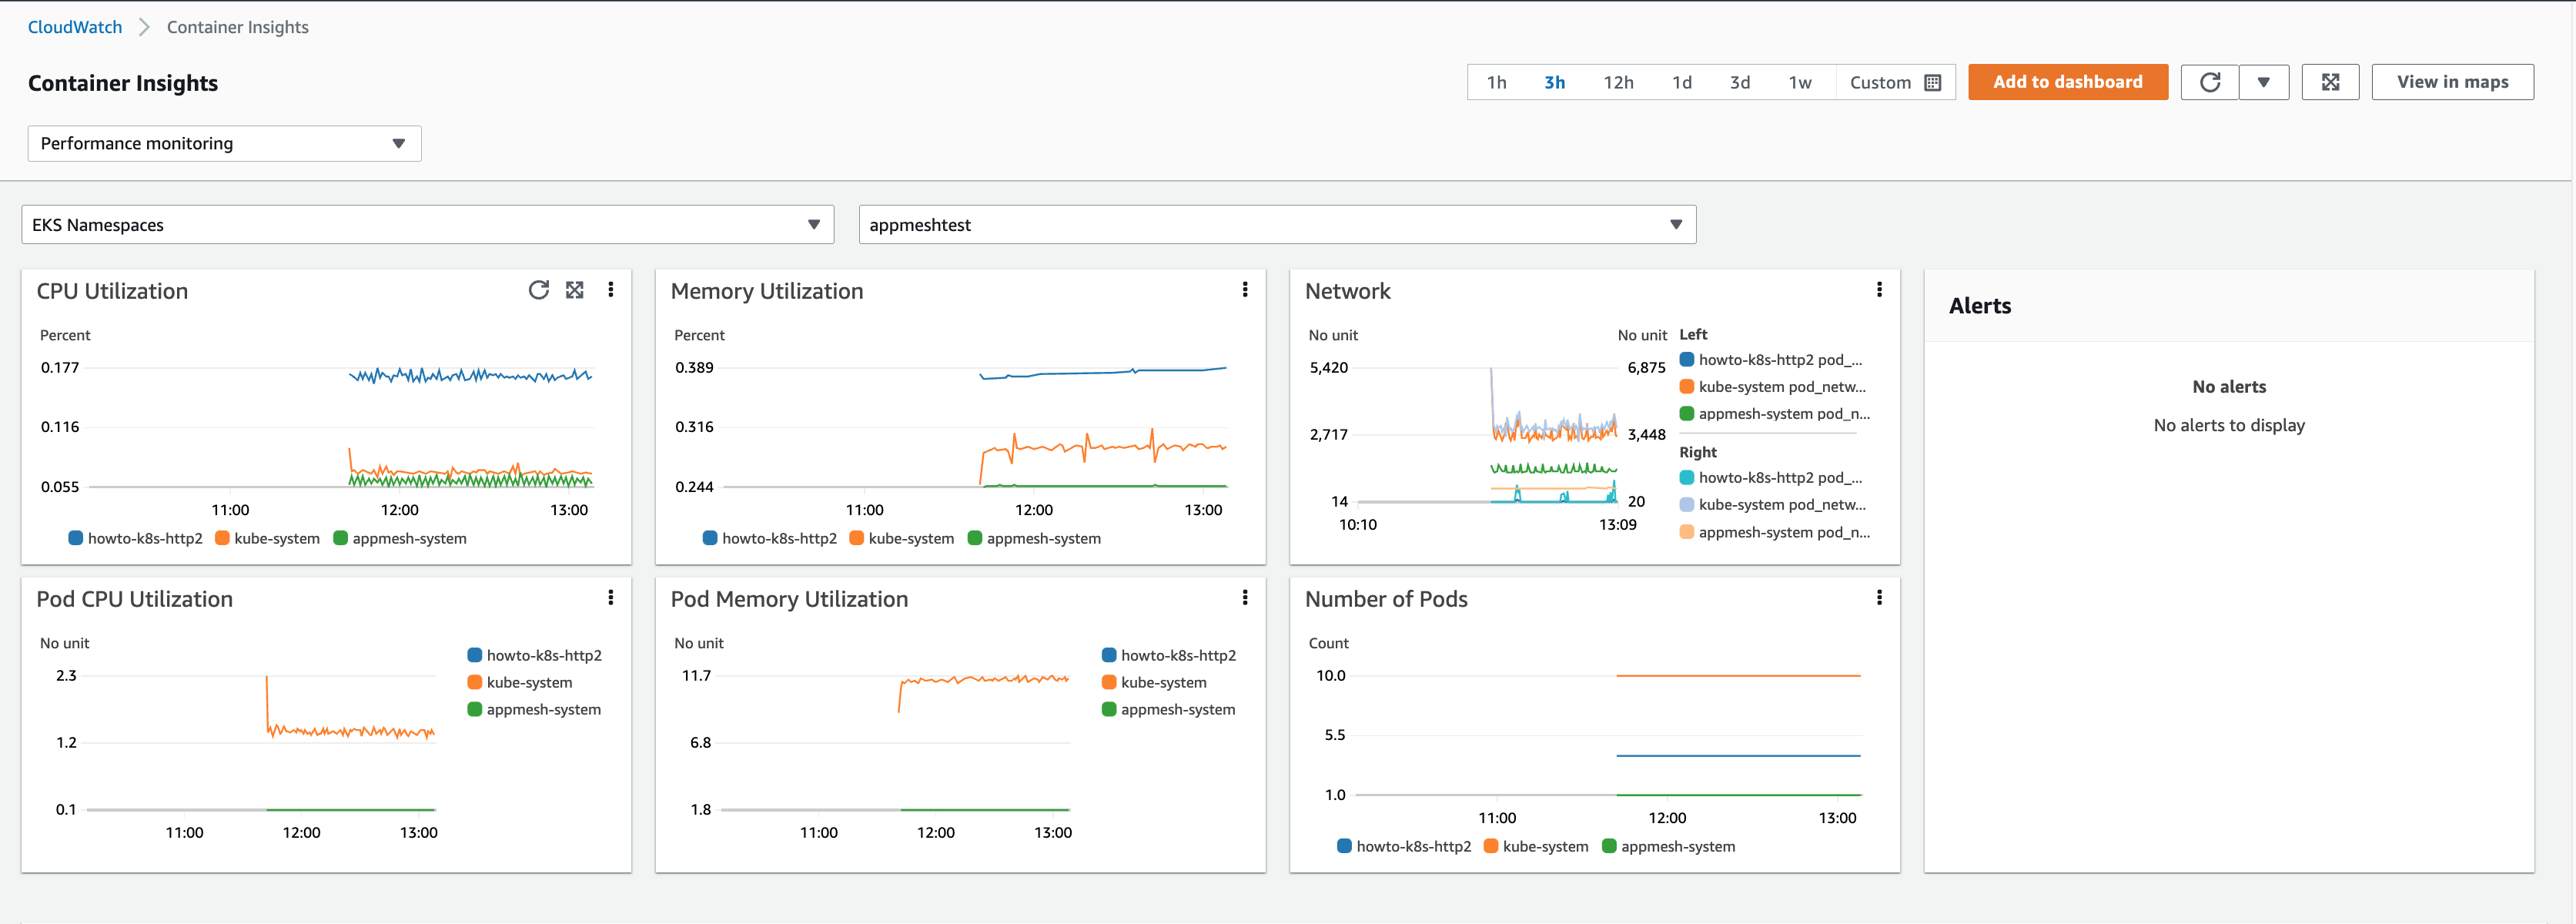 CloudWatch > Container Insights
Container Insights
1h 3h 12h 1d 3d 1w Custom Add to dashboard View in maps
Performance monitoring
EKS Namespaces appmeshtest
CPU Utilization
Percent
0.177
0.116
0.055
11:00 12:00 13:00
howto-k8s-http2 kube-system appmesh-system
Memory Utilization
Percent
0.389
0.316
0.244
11:00 12:00 13:00
howto-k8s-http2 kube-system appmesh-system
Network
No unit No unit
5,420 6,875
2,717 3,448
14 20
10:10 13:09
Left
howto-k8s-http2 pod_...
kube-system pod_netw...
appmesh-system pod_n...
Right
howto-k8s-http2 pod_...
kube-system pod_netw...
appmesh-system pod_n...
Alerts
No alerts
No alerts to display
Pod CPU Utilization
No unit
2.3
1.2
0.1
11:00 12:00 13:00
howto-k8s-http2
kube-system
appmesh-system
Pod Memory Utilization
No unit
11.7
6.8
1.8
11:00 12:00 13:00
howto-k8s-http2
kube-system
appmesh-system
Number of Pods
Count
10.0
5.5
1.0
11:00 12:00 13:00
howto-k8s-http2 kube-system appmesh-system